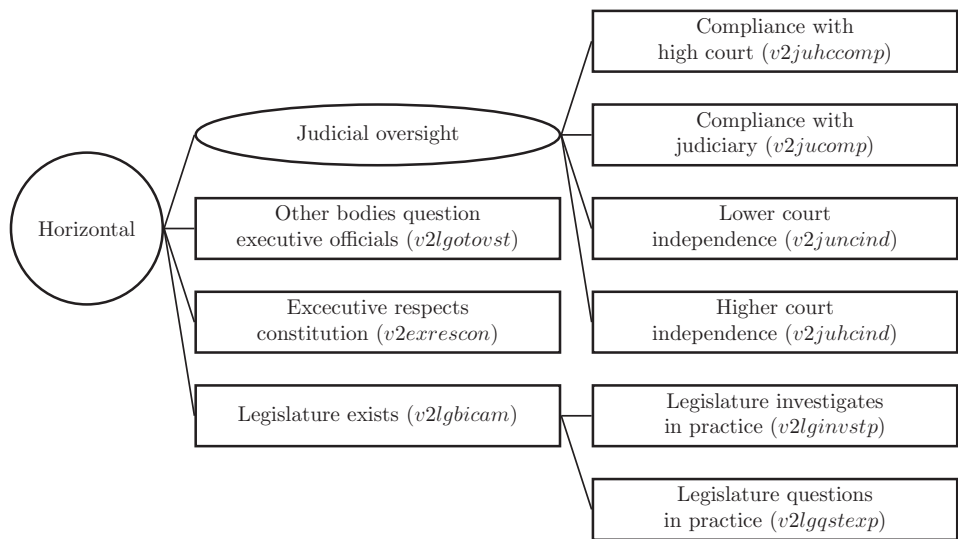 Horizontal
Judicial oversight
Other bodies question
executive officials (v2lgotovst)
Excecutive respects
constitution (v2exrescon)
Legislature exists (v2lgbicam)
Compliance with
high court (v2juhccomp)
Compliance with
judiciary (v2jucomp)
Lower court
independence (v2juncind)
Higher court
independence (v2juhcind)
Legislature investigates
in practice (v2lginvstp)
Legislature questions
in practice (v2lgqstexp)